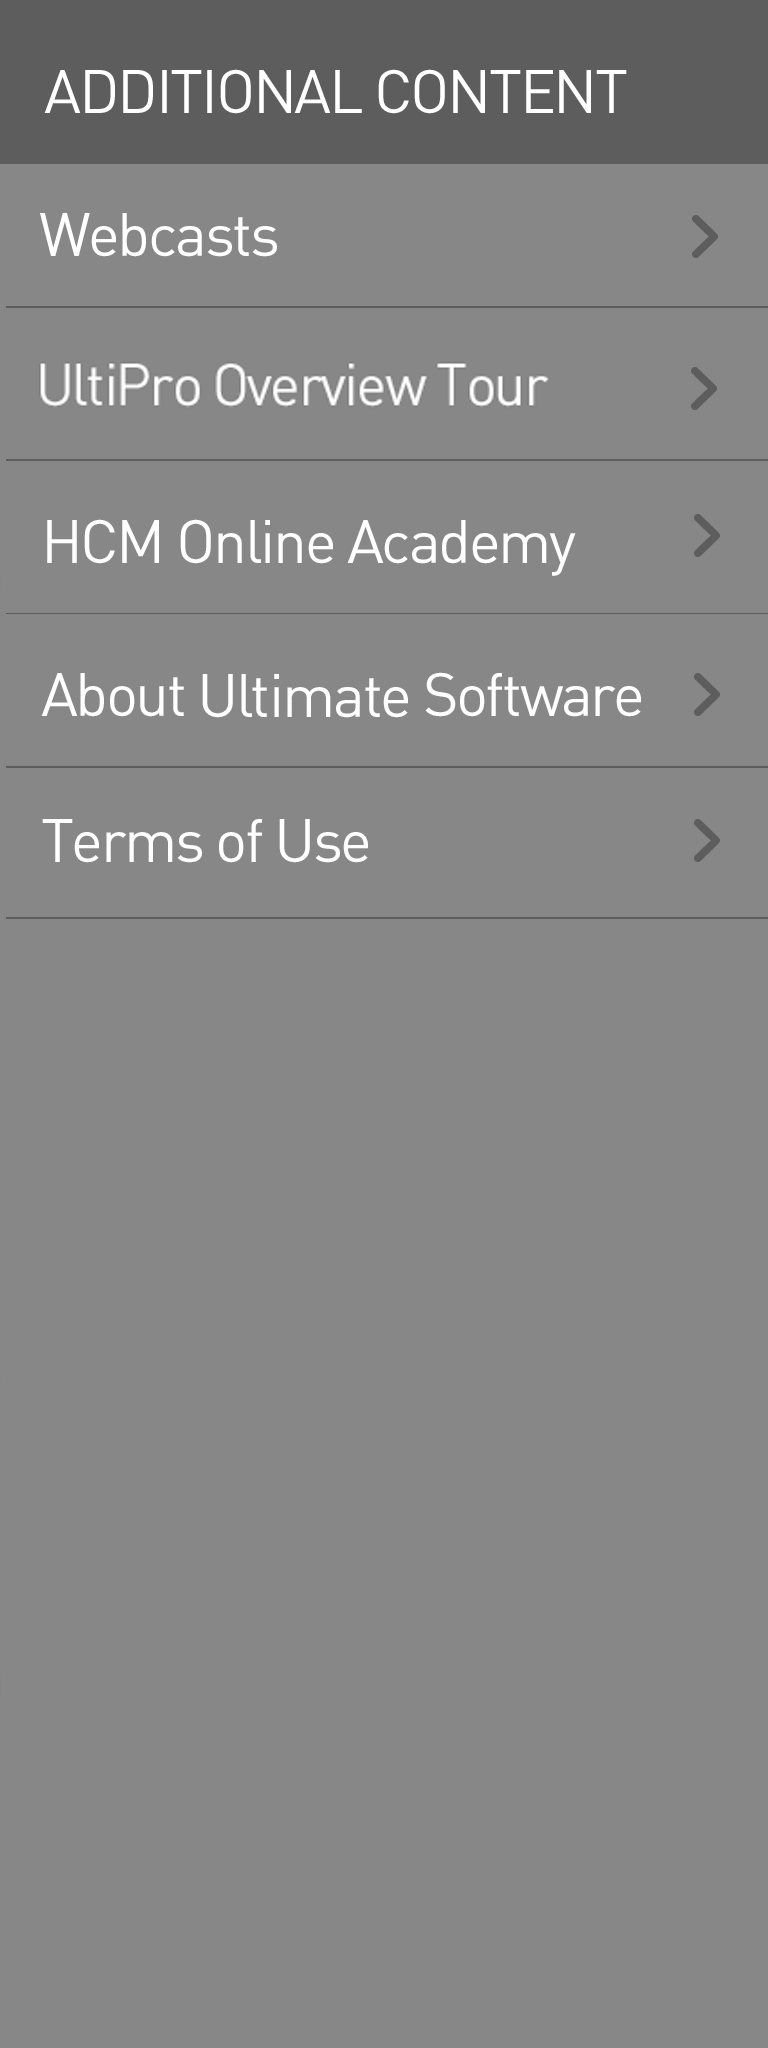 ADDITIONAL CONTENT
Webcasts
UltiPro Overview Tour
HCM Online Academy
About Ultimate Software
Terms of Use